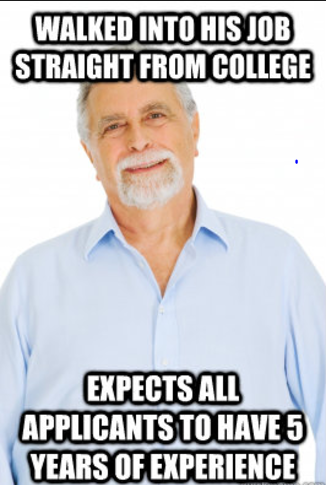 WALKED INTO HIS JOB
STRAIGHT FROM COLLEGE
EXPECTS ALL
APPLICANTS TO HAVE 5
YEARS OF EXPERIENCE